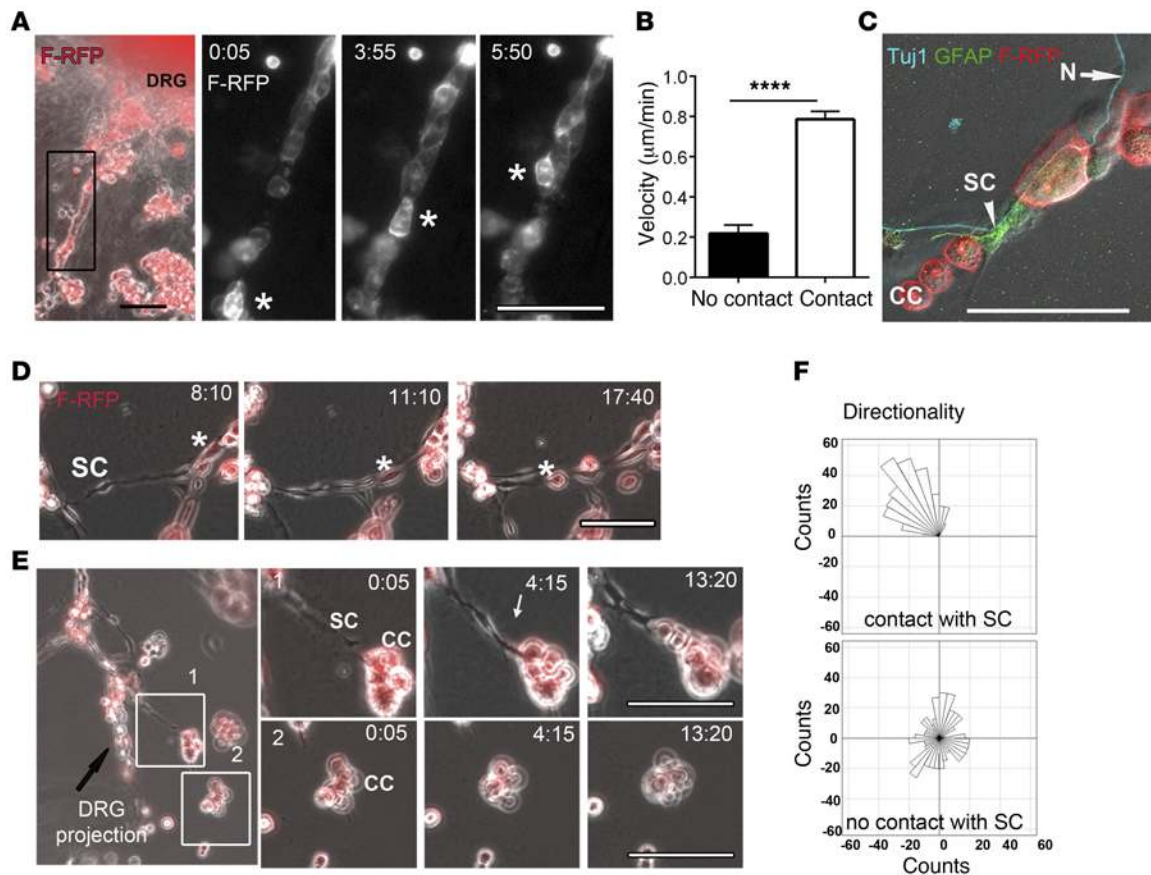 A
F-RFP
DRG
0:05
F-RFP
*
3:55
*
5:50
*
B
Velocity (μm/min)
1.0
0.8
0.6
0.4
0.2
0.0
****
No contact Contact
C
Tuj1 GFAP F-RFP
N
SC
CC
D
F-RFP
8:10
*
SC
11:10
*
17:40
*
E
1
2
DRG
projection
1
0:05
SC
CC
4:15
13:20
2
0:05
CC
4:15
13:20
F
Directionality
Counts
60
40
20
0
-20
-40
-60
contact with SC
Counts
60
40
20
0
-20
-40
-60
no contact with SC
-60 -40 -20 0 20 40 60
Counts